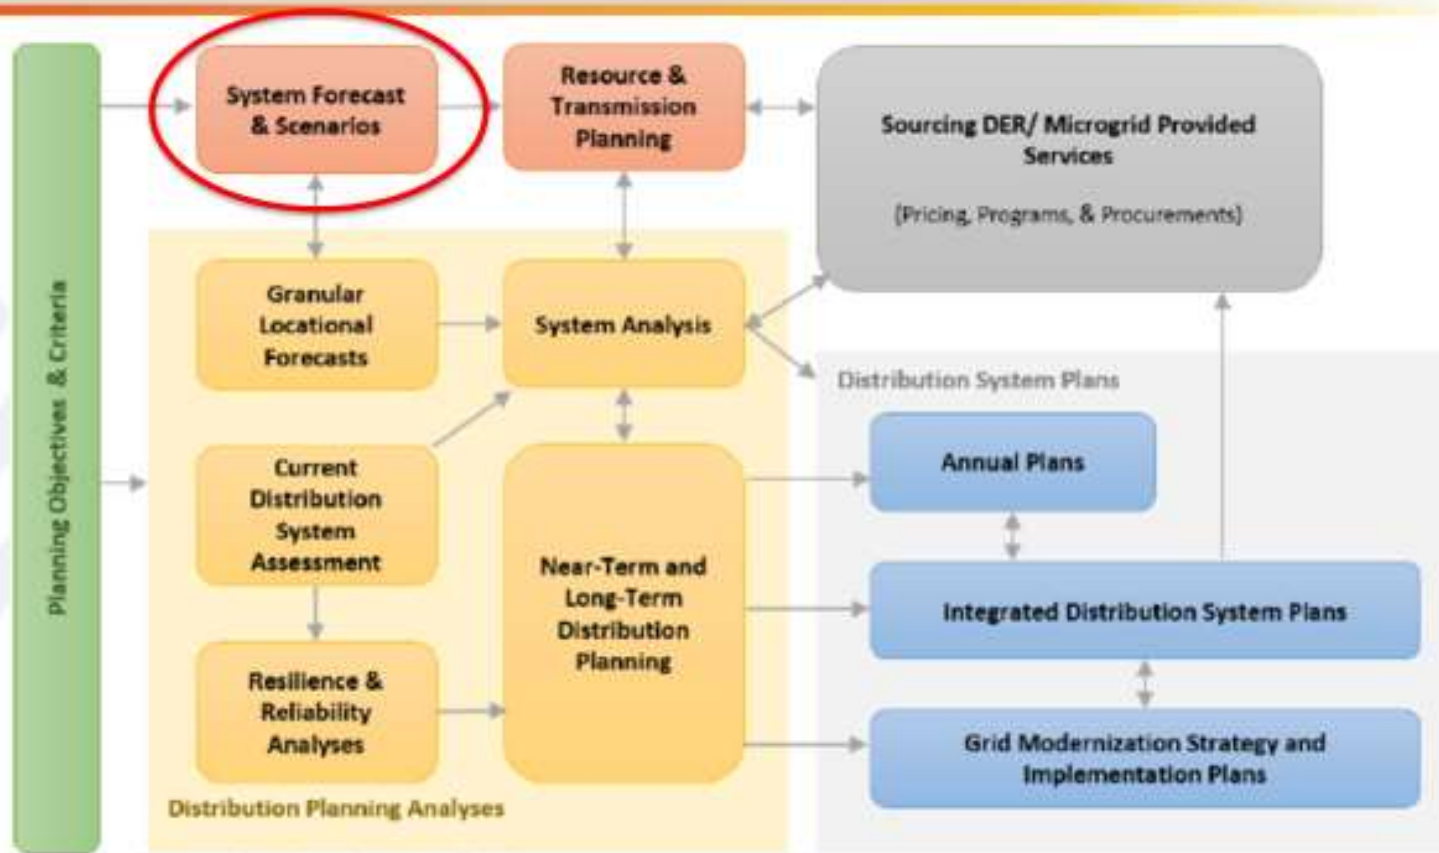 Planning Objectives & Criteria
System Forecast
& Scenarios
Resource &
Transmission
Planning
Sourcing DER/ Microgrid Provided
Services
(Pricing, Programs, & Procurements)
Granular
Locational
Forecasts
System Analysis
Distribution System Plans
Current
Distribution
System
Assessment
Near-Term and
Long-Term
Distribution
Planning
Annual Plans
Integrated Distribution System Plans
Resilience &
Reliability
Analyses
Grid Modernization Strategy and
Implementation Plans
Distribution Planning Analyses